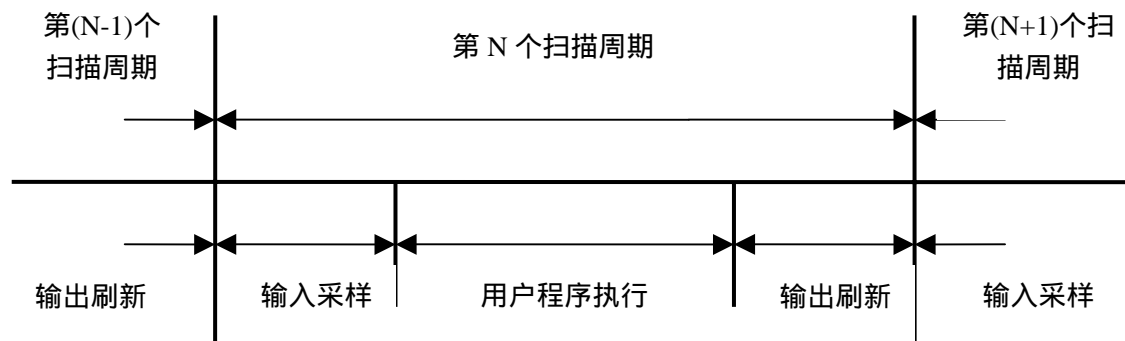 第(N-1)个
扫描周期
第 N 个扫描周期
第(N+1)个扫
描周期
输出刷新
输入采样
用户程序执行
输出刷新
输入采样